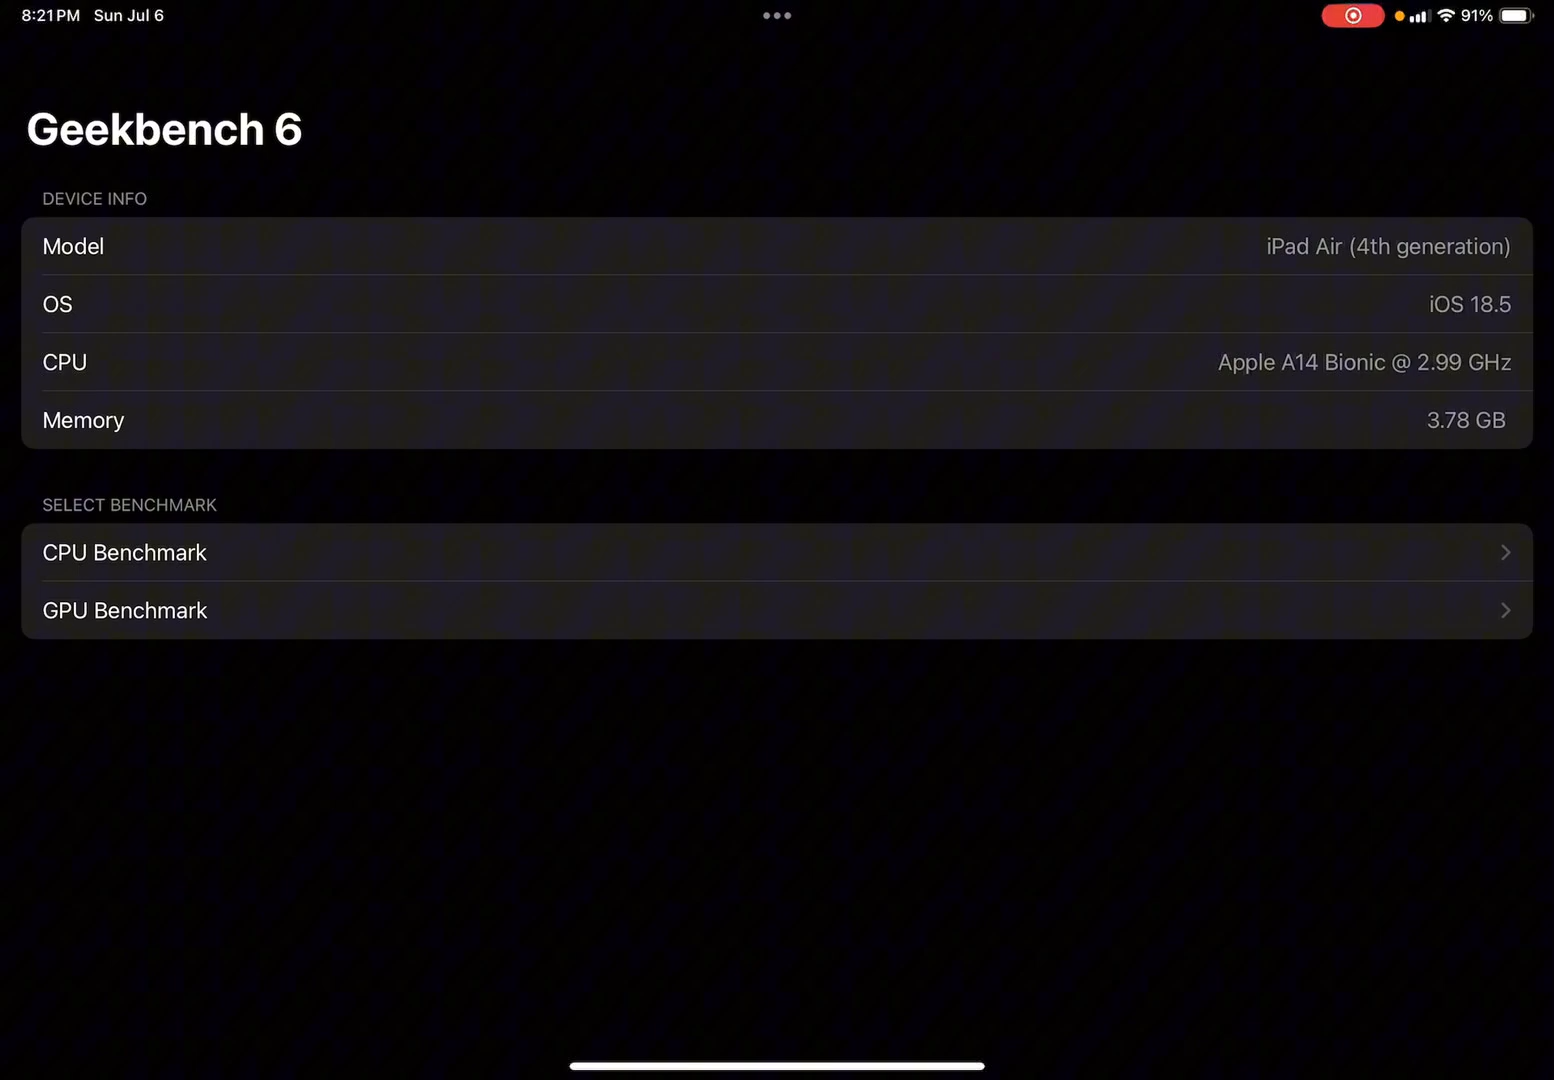 8:21 PM Sun Jul 6
91%
Geekbench 6
DEVICE INFO
Model iPad Air (4th generation)
OS iOS 18.5
CPU Apple A14 Bionic @ 2.99 GHz
Memory 3.78 GB
SELECT BENCHMARK
CPU Benchmark
GPU Benchmark